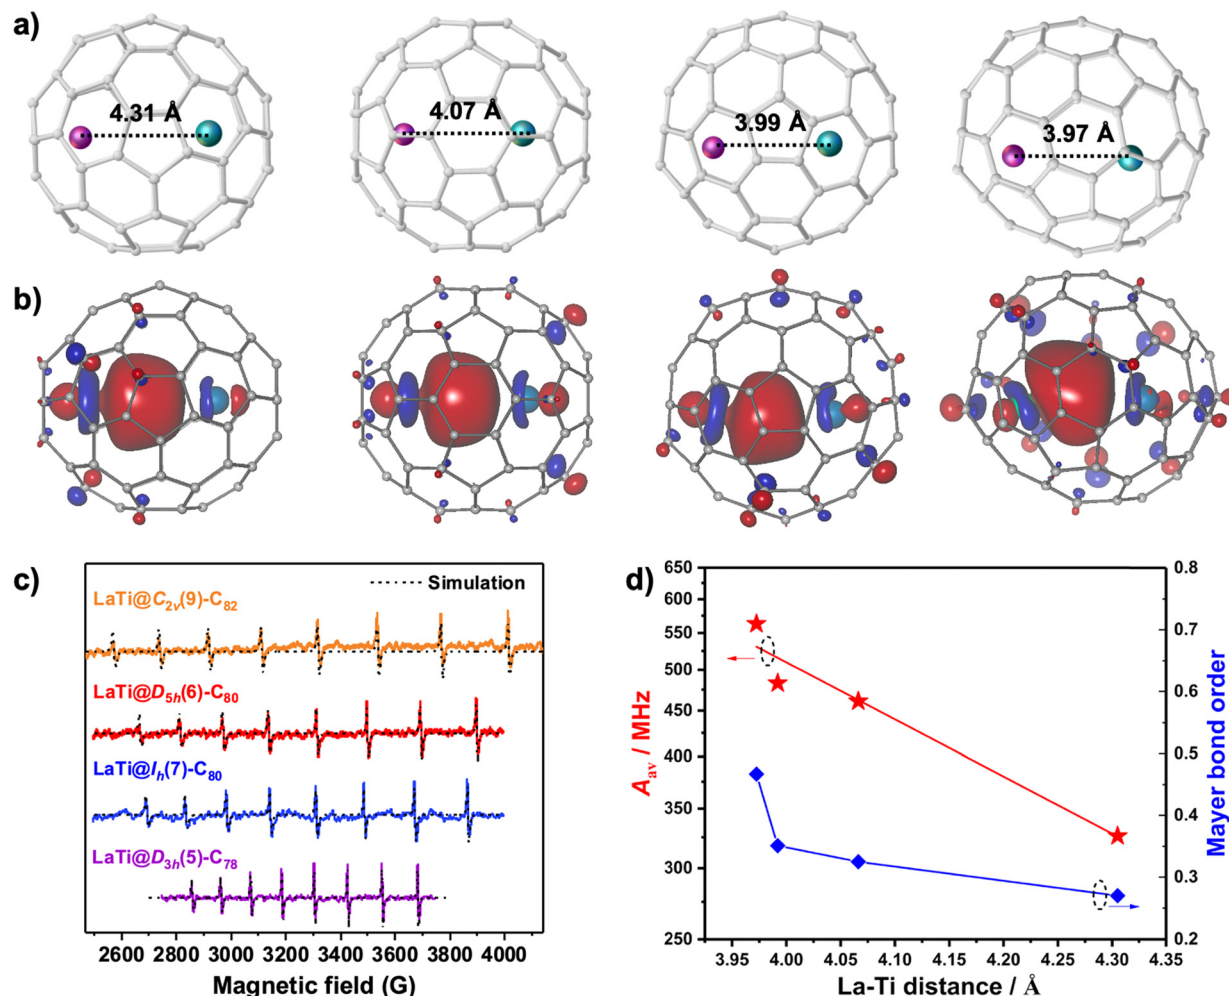 a)
4.31 Å
4.07 Å
3.99 Å
3.97 Å
b)
c)
Simulation
LaTi@C2v(9)-C82
LaTi@D5h(6)-C80
LaTi@Ih(7)-C80
LaTi@D3h(5)-C78
2600 2800 3000 3200 3400 3600 3800 4000
Magnetic field (G)
d)
650
600
550
500
450
400
350
300
250
Aav / MHz
0.8
0.7
0.6
0.5
0.4
0.3
0.2
Mayer bond order
3.95 4.00 4.05 4.10 4.15 4.20 4.25 4.30 4.35
La-Ti distance / Å